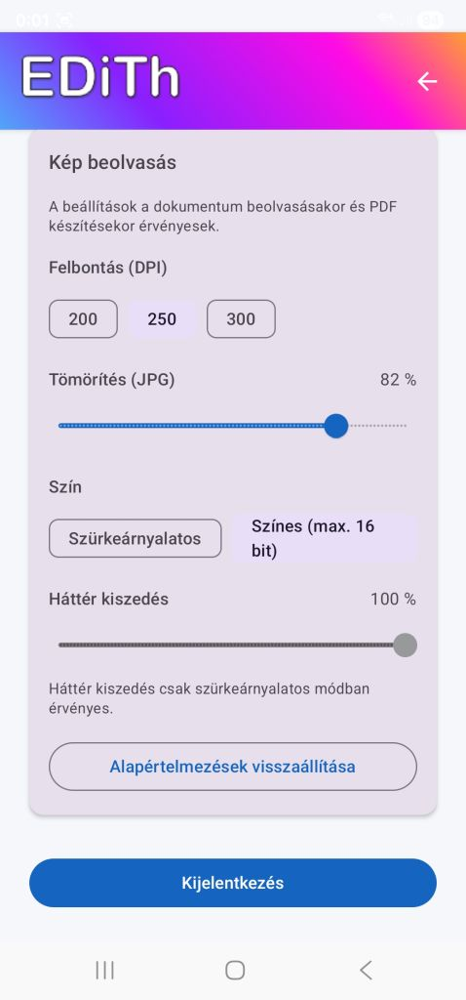 0:01
84
EDiTh
Kép beolvasás
A beállítások a dokumentum beolvasásakor és PDF
készítésekor érvényesek.
Felbontás (DPI)
200 250 300
Tömörítés (JPG) 82 %
Szín
Szürkeárnyalatos
Színes (max. 16
bit)
Háttér kiszedés 100 %
Háttér kiszedés csak szürkeárnyalatos módban
érvényes.
Alapértelmezések visszaállítása
Kijelentkezés